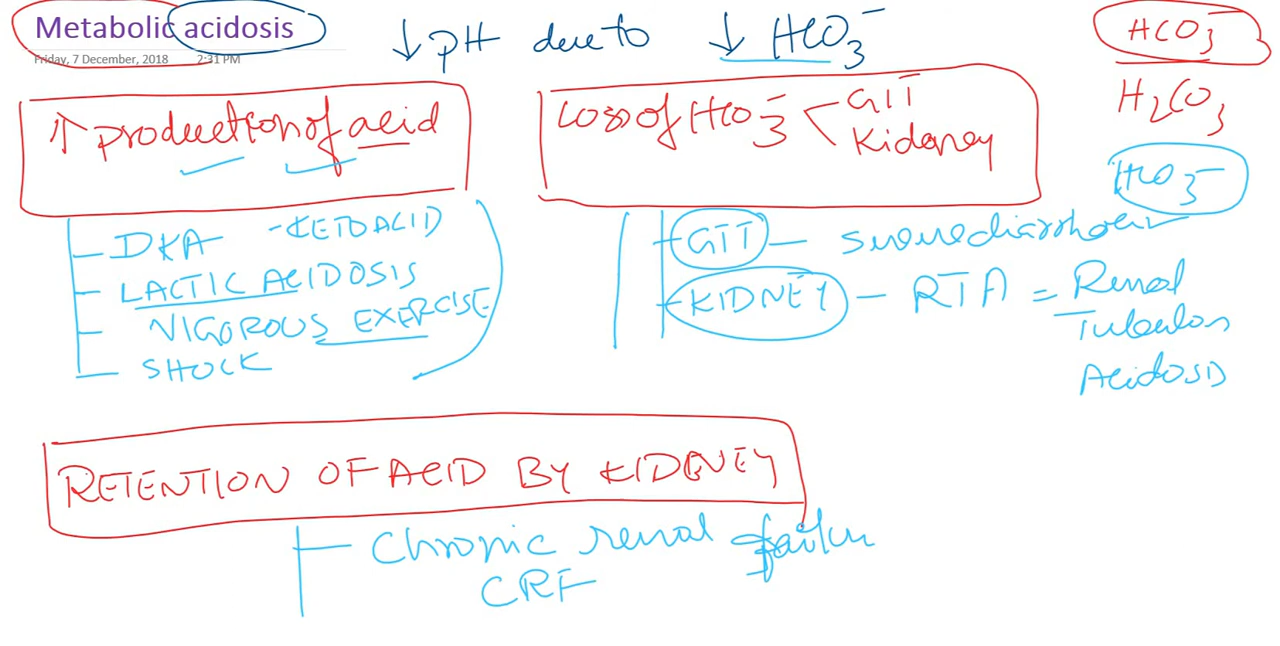 Metabolic acidosis
Friday, 7 December, 2018 2:31 PM
↓ pH due to ↓ HCO3⁻
HCO3⁻
H2CO3
HCO3⁻
↑ production of acid
Loss of HCO3⁻ < GIT
Kidaney
DKA - KETOACID
LACTIC ACIDOSIS
VIGOROUS EXERCISE
SHOCK
GIT — severe diarrhoea
KIDNEY — RTA = Renal
Tubular
Acidosis
RETENTION OF ACID BY KIDNEY
Chronic renal failure
CRF